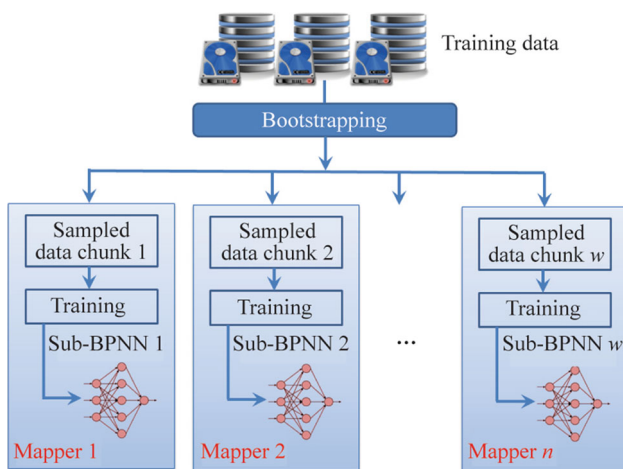 Training data
Bootstrapping
Sampled
data chunk 1
Training
Sub-BPNN 1
Mapper 1
Sampled
data chunk 2
Training
Sub-BPNN 2
Mapper 2
...
Sampled
data chunk w
Training
Sub-BPNN w
Mapper n